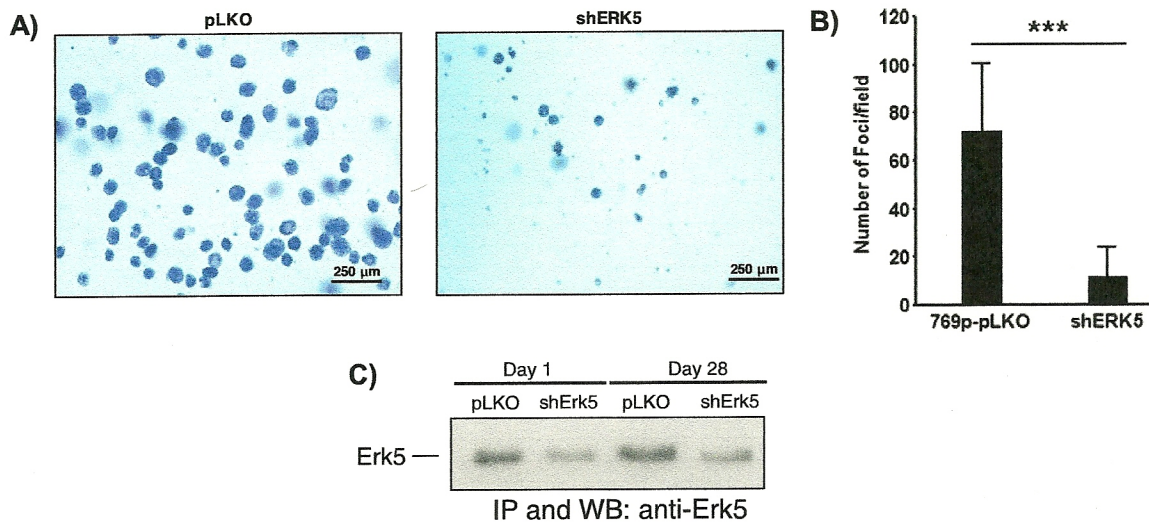 A)
pLKO
shERK5
250 µm
250 µm
B)
120
100
80
60
40
20
0
Number of Foci/field
***
769p-pLKO
shERK5
C)
Day 1
Day 28
pLKO
shErk5
pLKO
shErk5
Erk5
IP and WB: anti-Erk5